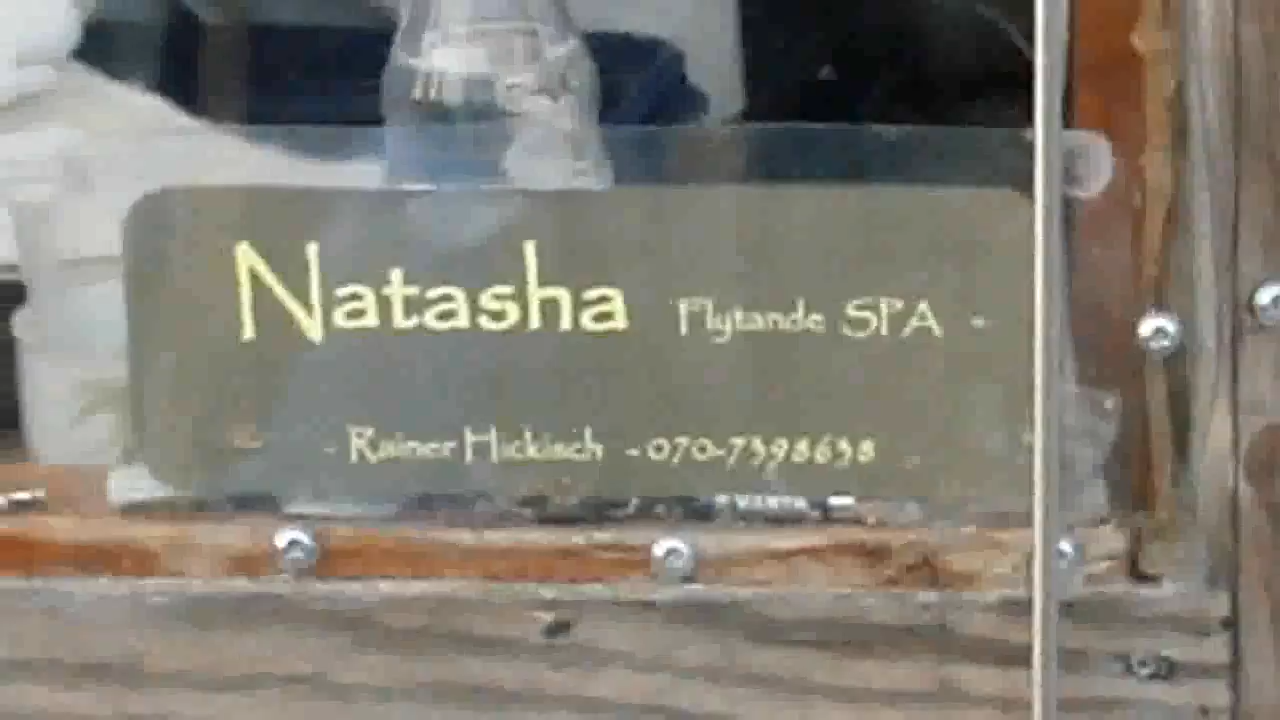 Natasha Flytande SPA -
- Rainer Hickisch - 070-7398638